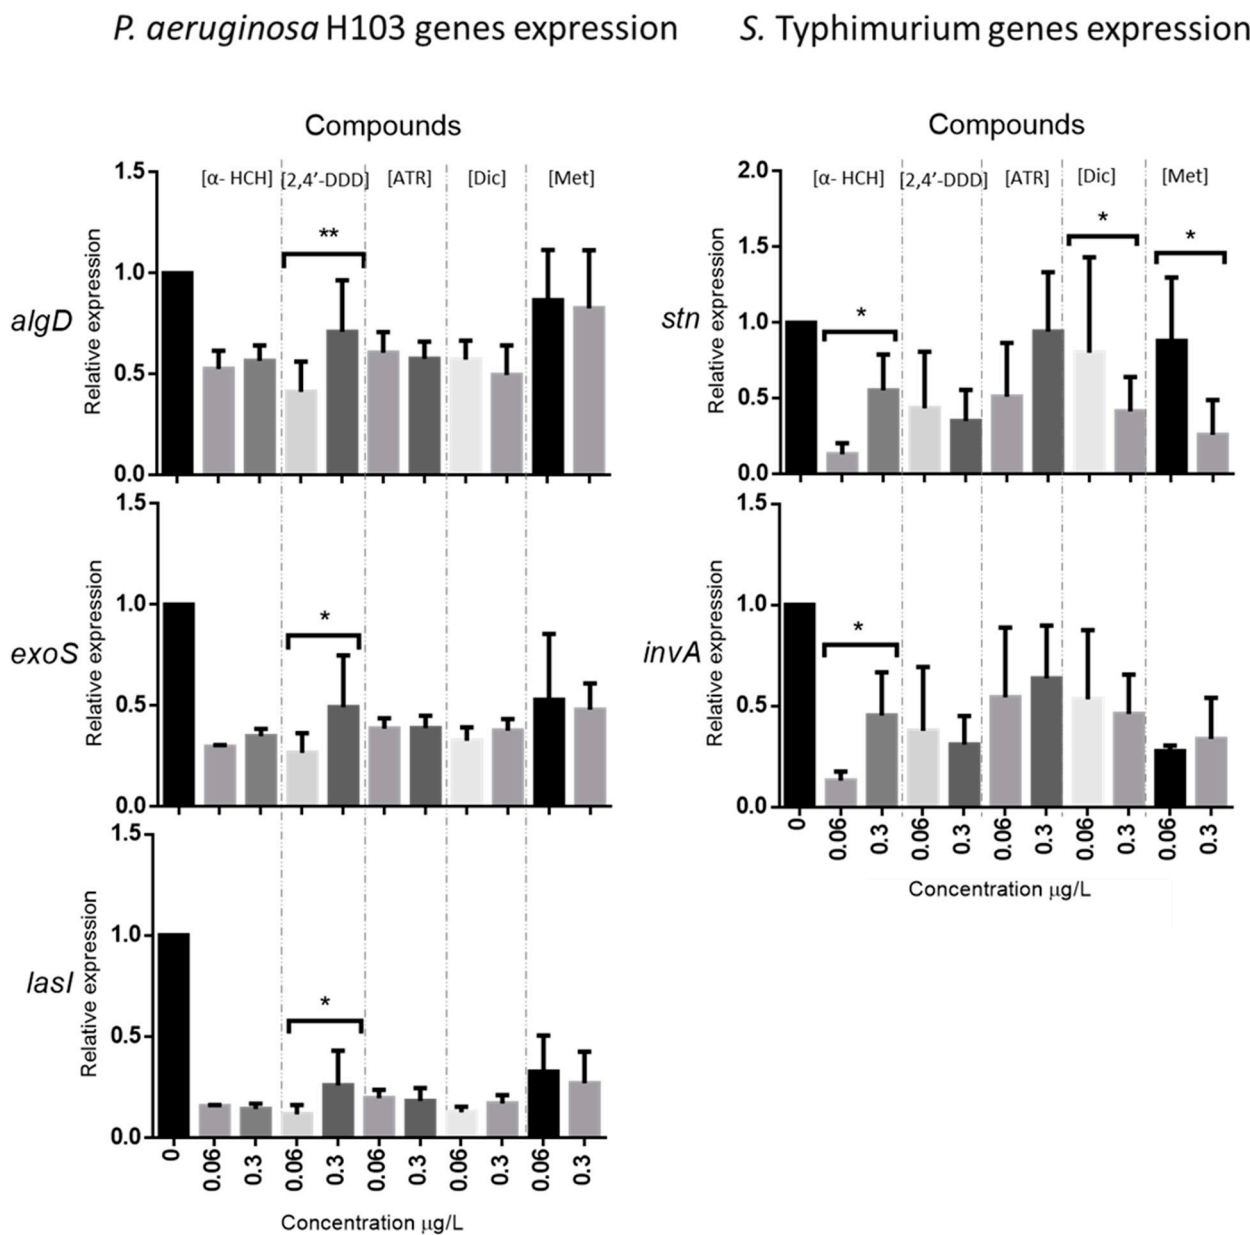 P. aeruginosa H103 genes expression
S. Typhimurium genes expression
Compounds
[α- HCH] [2,4’-DDD] [ATR] [Dic] [Met]
algD
Relative expression
1.5
1.0
0.5
0.0
**
exoS
Relative expression
1.5
1.0
0.5
0.0
*
lasI
Relative expression
1.5
1.0
0.5
0.0
*
0 0.06 0.3 0.06 0.3 0.06 0.3 0.06 0.3 0.06 0.3
Concentration µg/L
Compounds
[α- HCH] [2,4’-DDD] [ATR] [Dic] [Met]
stn
Relative expression
2.0
1.5
1.0
0.5
0.0
* * *
invA
Relative expression
1.5
1.0
0.5
0.0
*
0 0.06 0.3 0.06 0.3 0.06 0.3 0.06 0.3 0.06 0.3
Concentration µg/L